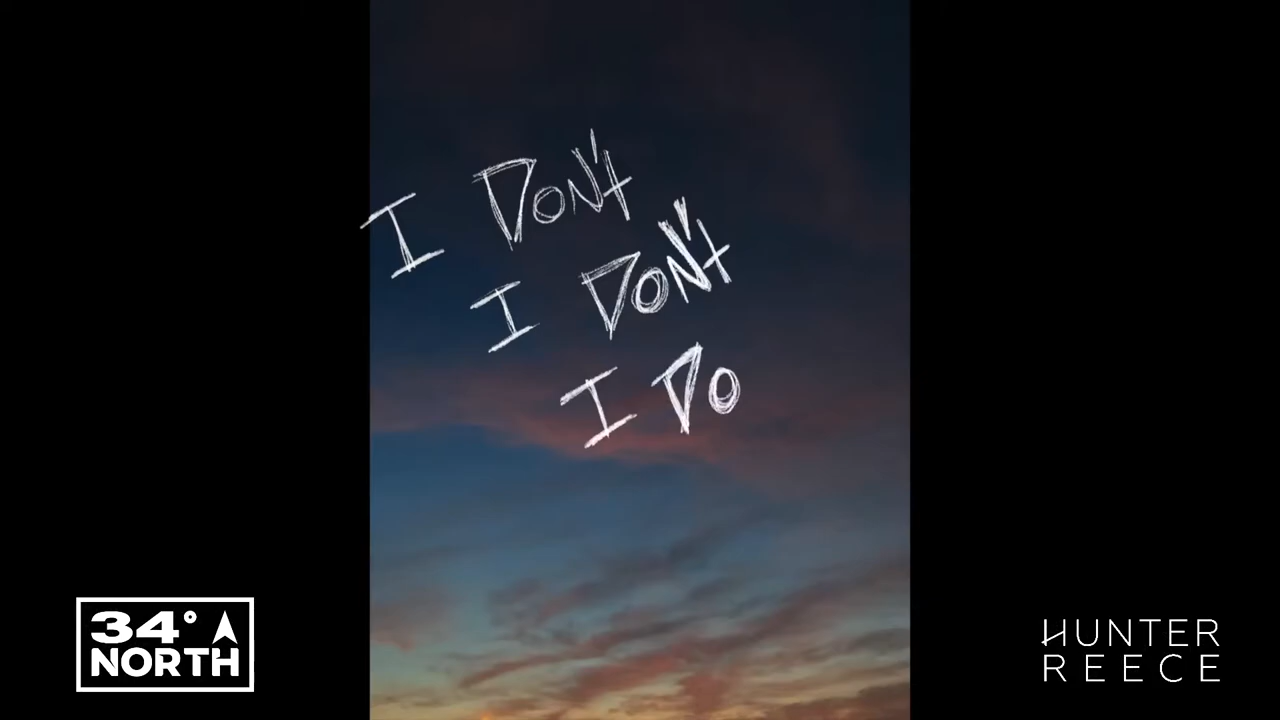 I DON'T
I DON'T
I DO
34°
NORTH
HUNTER
REECE